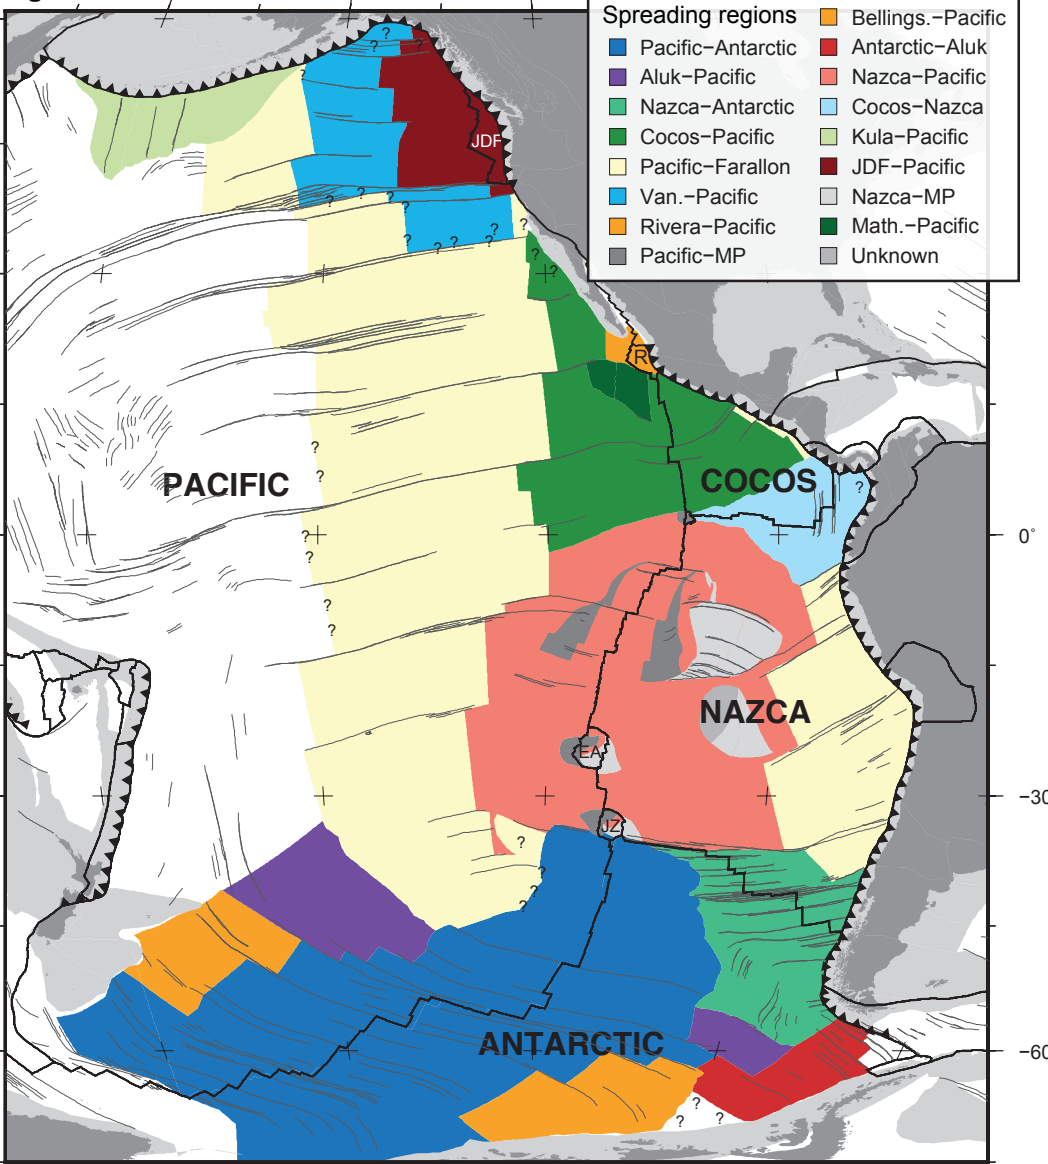 Spreading regions
Pacific−Antarctic
Aluk−Pacific
Nazca−Antarctic
Cocos−Pacific
Pacific−Farallon
Van.−Pacific
Rivera−Pacific
Pacific−MP
Bellings.−Pacific
Antarctic−Aluk
Nazca−Pacific
Cocos−Nazca
Kula−Pacific
JDF−Pacific
Nazca−MP
Math.−Pacific
Unknown
?
?
?
?
JDF
?
?
?
?
?
?
?
?
?
?
?
?
?
R
?
?
PACIFIC
COCOS
?
?
?
0°
?
?
NAZCA
EA
−30
JZ
?
?
?
?
ANTARCTIC
−60
?
?
?